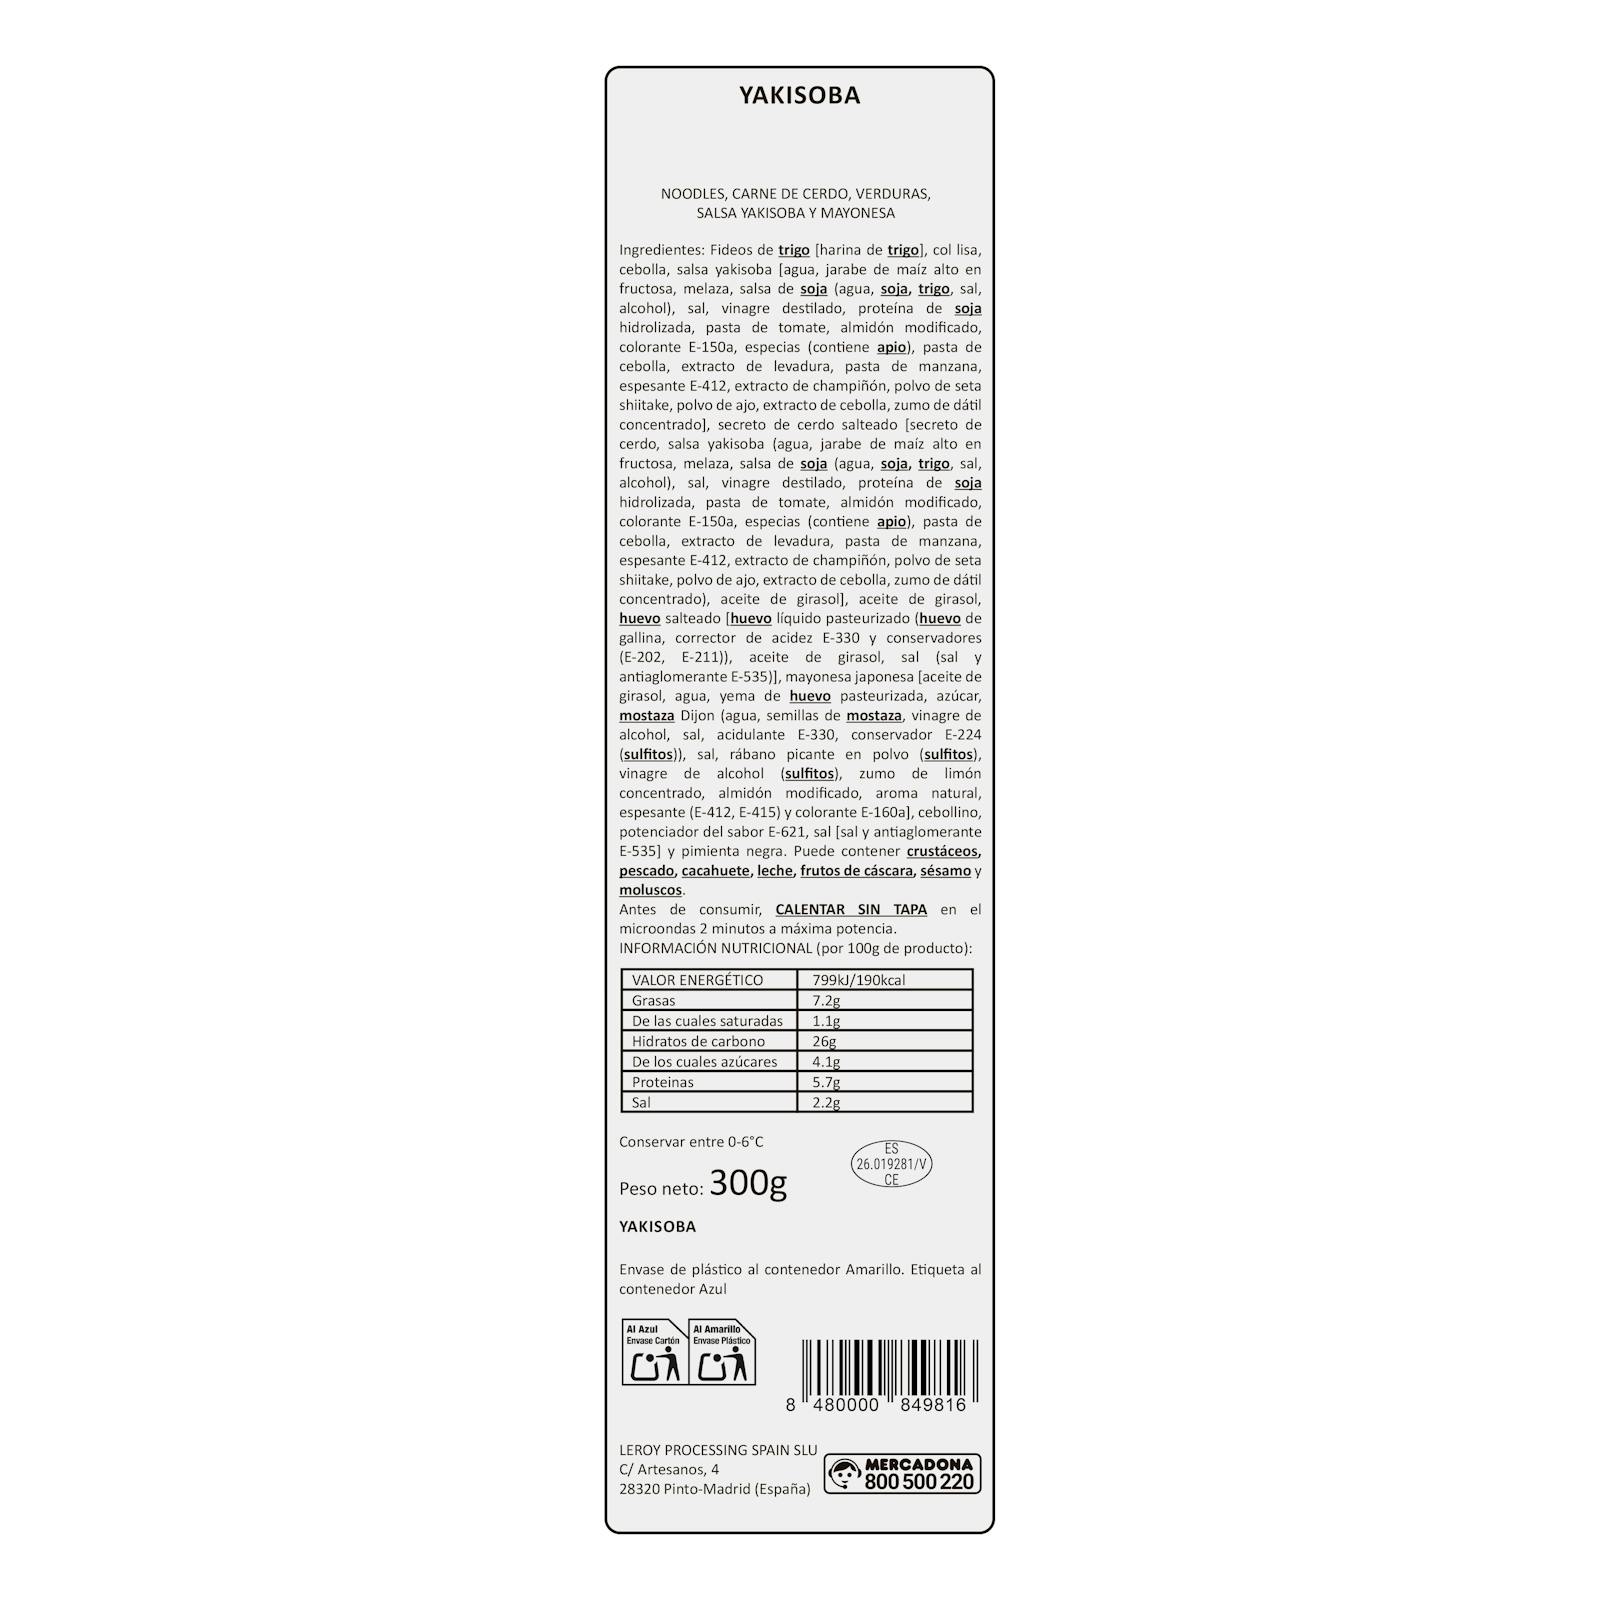 YAKISOBA
NOODLES, CARNE DE CERDO, VERDURAS,
SALSA YAKISOBA Y MAYONESA
Ingredientes: Fideos de trigo [harina de trigo], col lisa,
cebolla, salsa yakisoba [agua, jarabe de maíz alto en
fructosa, melaza, salsa de soja (agua, soja, trigo, sal,
alcohol), sal, vinagre destilado, proteína de soja
hidrolizada, pasta de tomate, almidón modificado,
colorante E-150a, especias (contiene apio), pasta de
cebolla, extracto de levadura, pasta de manzana,
espesante E-412, extracto de champiñón, polvo de seta
shiitake, polvo de ajo, extracto de cebolla, zumo de dátil
concentrado], secreto de cerdo salteado [secreto de
cerdo, salsa yakisoba (agua, jarabe de maíz alto en
fructosa, melaza, salsa de soja (agua, soja, trigo, sal,
alcohol), sal, vinagre destilado, proteína de soja
hidrolizada, pasta de tomate, almidón modificado,
colorante E-150a, especias (contiene apio), pasta de
cebolla, extracto de levadura, pasta de manzana,
espesante E-412, extracto de champiñón, polvo de seta
shiitake, polvo de ajo, extracto de cebolla, zumo de dátil
concentrado), aceite de girasol], aceite de girasol,
huevo salteado [huevo líquido pasteurizado (huevo de
gallina, corrector de acidez E-330 y conservadores
(E-202, E-211)), aceite de girasol, sal (sal y
antiaglomerante E-535)], mayonesa japonesa [aceite de
girasol, agua, yema de huevo pasteurizada, azúcar,
mostaza Dijon (agua, semillas de mostaza, vinagre de
alcohol, sal, acidulante E-330, conservador E-224
(sulfitos)), sal, rábano picante en polvo (sulfitos),
vinagre de alcohol (sulfitos), zumo de limón
concentrado, almidón modificado, aroma natural,
espesante (E-412, E-415) y colorante E-160a], cebollino,
potenciador del sabor E-621, sal [sal y antiaglomerante
E-535] y pimienta negra. Puede contener crustáceos,
pescado, cacahuete, leche, frutos de cáscara, sésamo y
moluscos.
Antes de consumir, CALENTAR SIN TAPA en el
microondas 2 minutos a máxima potencia.
INFORMACIÓN NUTRICIONAL (por 100g de producto):
VALOR ENERGÉTICO 799kJ/190kcal
Grasas 7.2g
De las cuales saturadas 1.1g
Hidratos de carbono 26g
De los cuales azúcares 4.1g
Proteinas 5.7g
Sal 2.2g
Conservar entre 0-6°C
ES
26.019281/V
CE
Peso neto: 300g
YAKISOBA
Envase de plástico al contenedor Amarillo. Etiqueta al
contenedor Azul
Al Azul
Envase Cartón
Al Amarillo
Envase Plástico
8 480000 849816
LEROY PROCESSING SPAIN SLU
C/ Artesanos, 4
28320 Pinto-Madrid (España)
MERCADONA
800 500 220